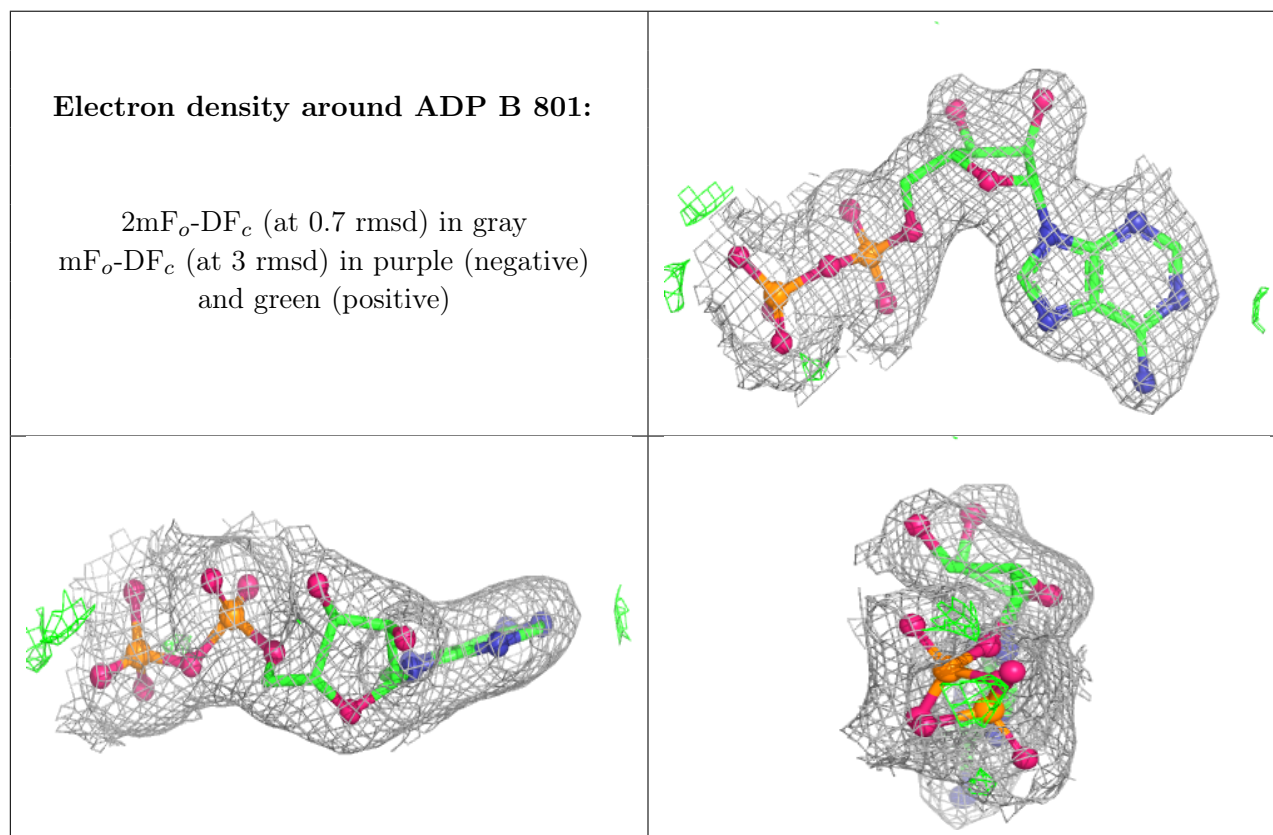 Electron density around ADP B 801:
2mFo-DFc (at 0.7 rmsd) in gray
mFo-DFc (at 3 rmsd) in purple (negative)
and green (positive)